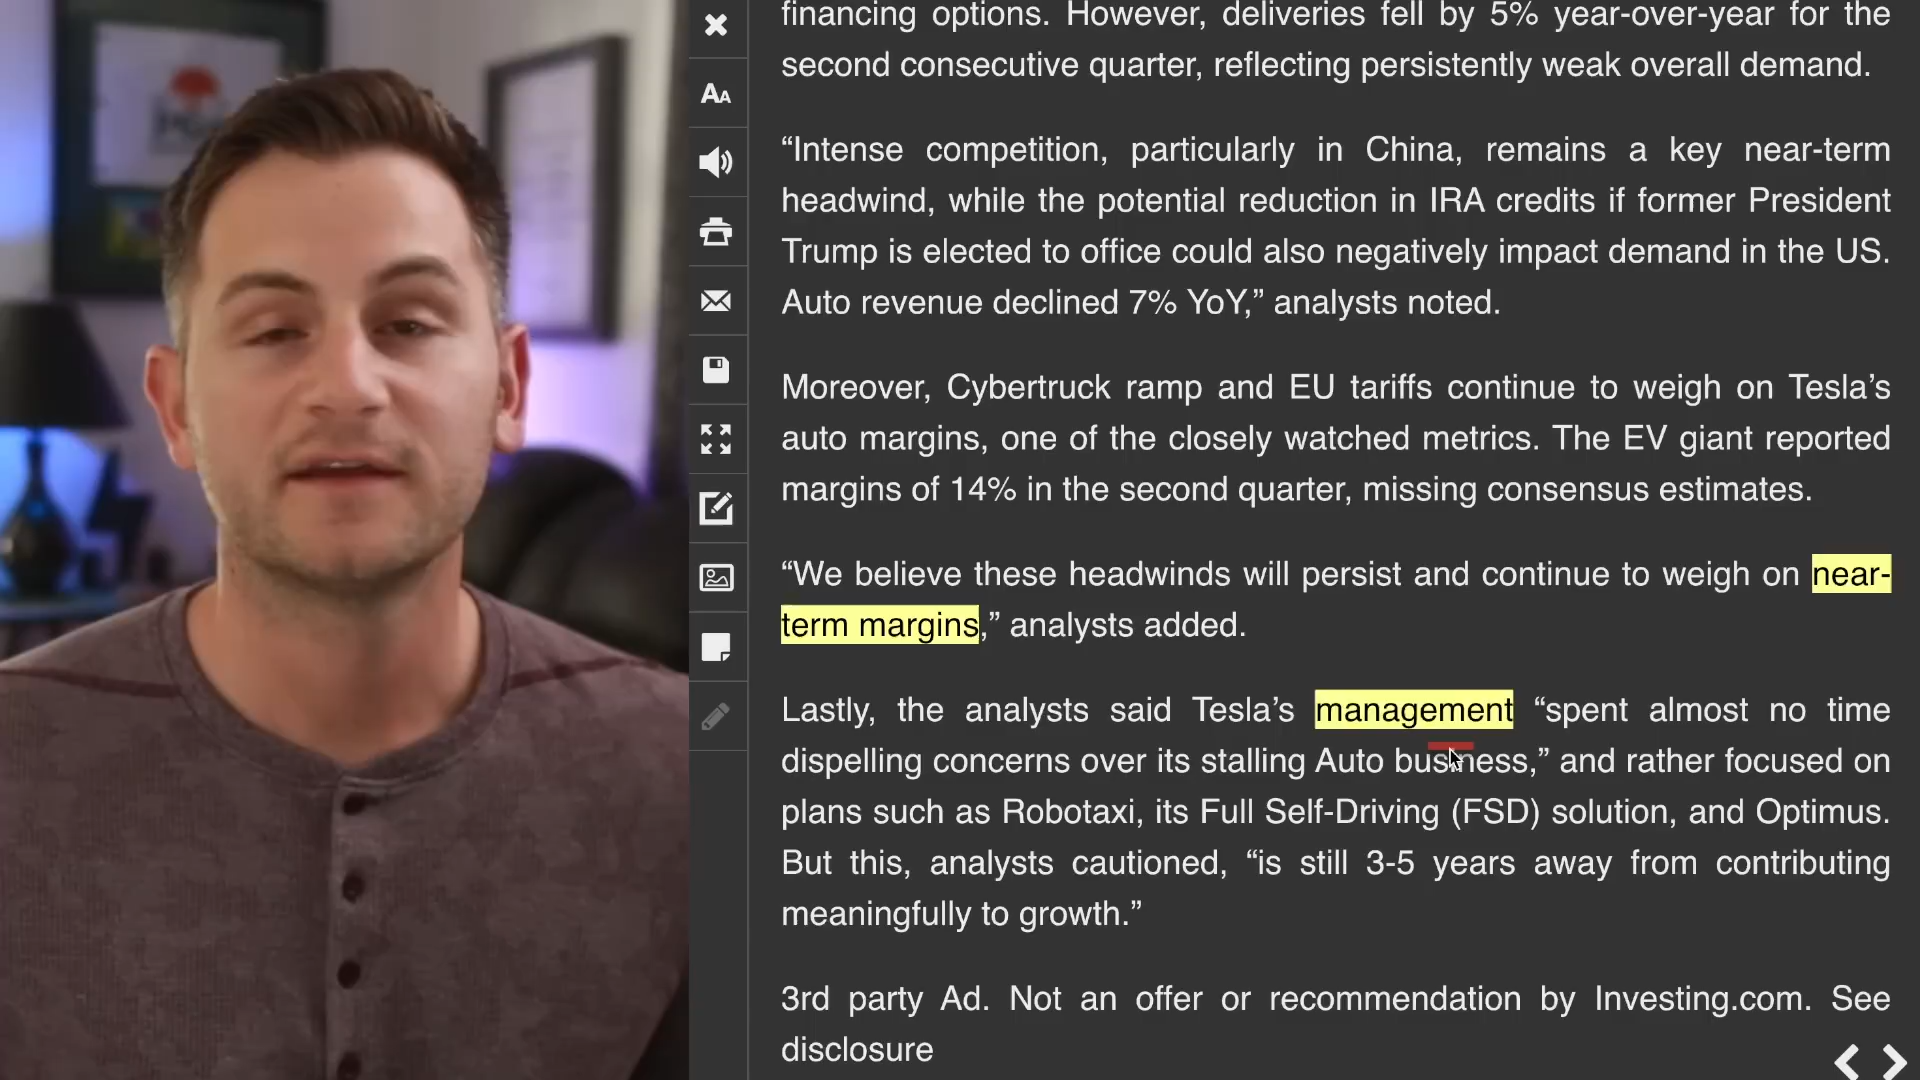 financing options. However, deliveries fell by 5% year-over-year for the
second consecutive quarter, reflecting persistently weak overall demand.
“Intense competition, particularly in China, remains a key near-term
headwind, while the potential reduction in IRA credits if former President
Trump is elected to office could also negatively impact demand in the US.
Auto revenue declined 7% YoY,” analysts noted.
Moreover, Cybertruck ramp and EU tariffs continue to weigh on Tesla’s
auto margins, one of the closely watched metrics. The EV giant reported
margins of 14% in the second quarter, missing consensus estimates.
“We believe these headwinds will persist and continue to weigh on near-
term margins,” analysts added.
Lastly, the analysts said Tesla’s management “spent almost no time
dispelling concerns over its stalling Auto business,” and rather focused on
plans such as Robotaxi, its Full Self-Driving (FSD) solution, and Optimus.
But this, analysts cautioned, “is still 3-5 years away from contributing
meaningfully to growth.”
3rd party Ad. Not an offer or recommendation by Investing.com. See
disclosure